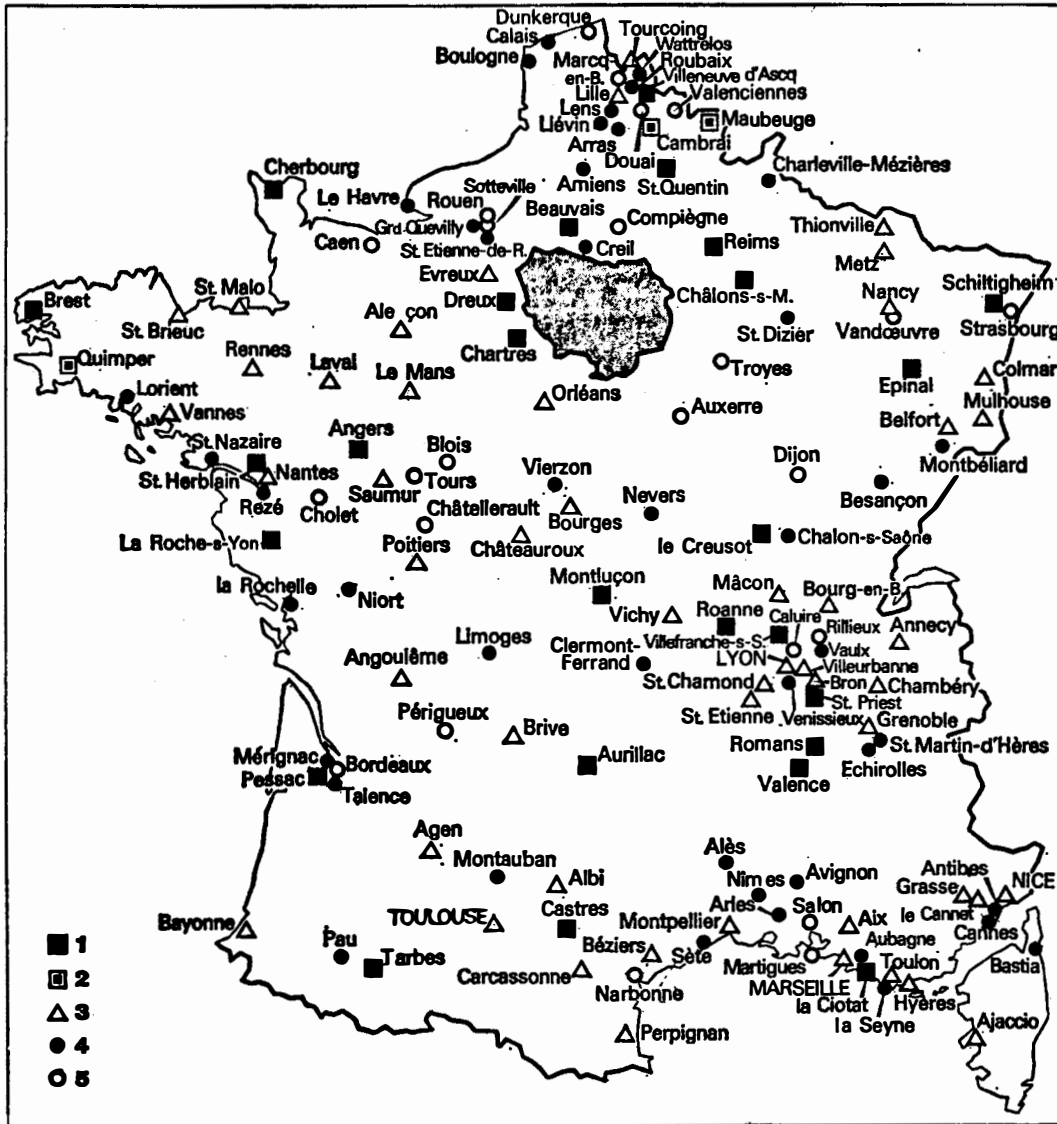 Dunkerque
Tourcoing
Calais
Wattrelos
Boulogne
Marcq-
Roubaix
en-B.
Villeneuve d'Ascq
Lille
Valenciennes
Lens
Maubeuge
Liévin
Cambrai
Arras
Douai
Charleville-Mézières
Amiens
St.Quentin
Cherbourg
Sotteville
Le Havre
Rouen
Beauvais
Compiègne
Thionville
Grd.Quevilly
Caen
St.Etienne-de-R.
Creil
Reims
Metz
Evreux
St.Malo
Schiltigheim
Brest
Dreux
Châlons-s-M.
Nancy
St.Brieuc
Ale çon
St.Dizier
Vandœuvre
Strasbourg
Chartres
Quimper
Rennes
Laval
Le Mans
Troyes
Epinal
Colmar
Lorient
Orléans
Auxerre
Mulhouse
Vannes
Belfort
St.Nazaire
Angers
Blois
Dijon
Montbéliard
St.Herblain
Nantes
Saumur
Tours
Vierzon
Nevers
Besançon
Rezé
Cholet
Châtellerault
Bourges
La Roche-s-Yon
Poitiers
Châteauroux
le Creusot
Chalon-s-Saône
la Rochelle
Niort
Montluçon
Mâcon
Bourg-en-B.
Vichy
Roanne
Caluire
Rillieux
Annecy
Limoges
Clermont-
Ferrand
Villefranche-s-S.
Vaulx
Angoulême
LYON
Villeurbanne
St.Chamond
Bron
Chambéry
St.Priest
Périgueux
St.Etienne
Venissieux
Grenoble
Brive
Mérignac
Romans
St.Martin-d'Hères
Pessac
Bordeaux
Aurillac
Echirolles
Talence
Valence
Agen
Alès
Montauban
Albi
Nîmes
Avignon
Antibes
Grasse
NICE
Arles
Salon
le Cannet
Bayonne
TOULOUSE
Castres
Montpellier
Aix
Cannes
Pau
Tarbes
Béziers
Sète
Aubagne
Bastia
Carcassonne
Martigues
Toulon
Narbonne
MARSEILLE
la Ciotat
Hyères
la Seyne
Perpignan
Ajaccio
1
2
3
4
5